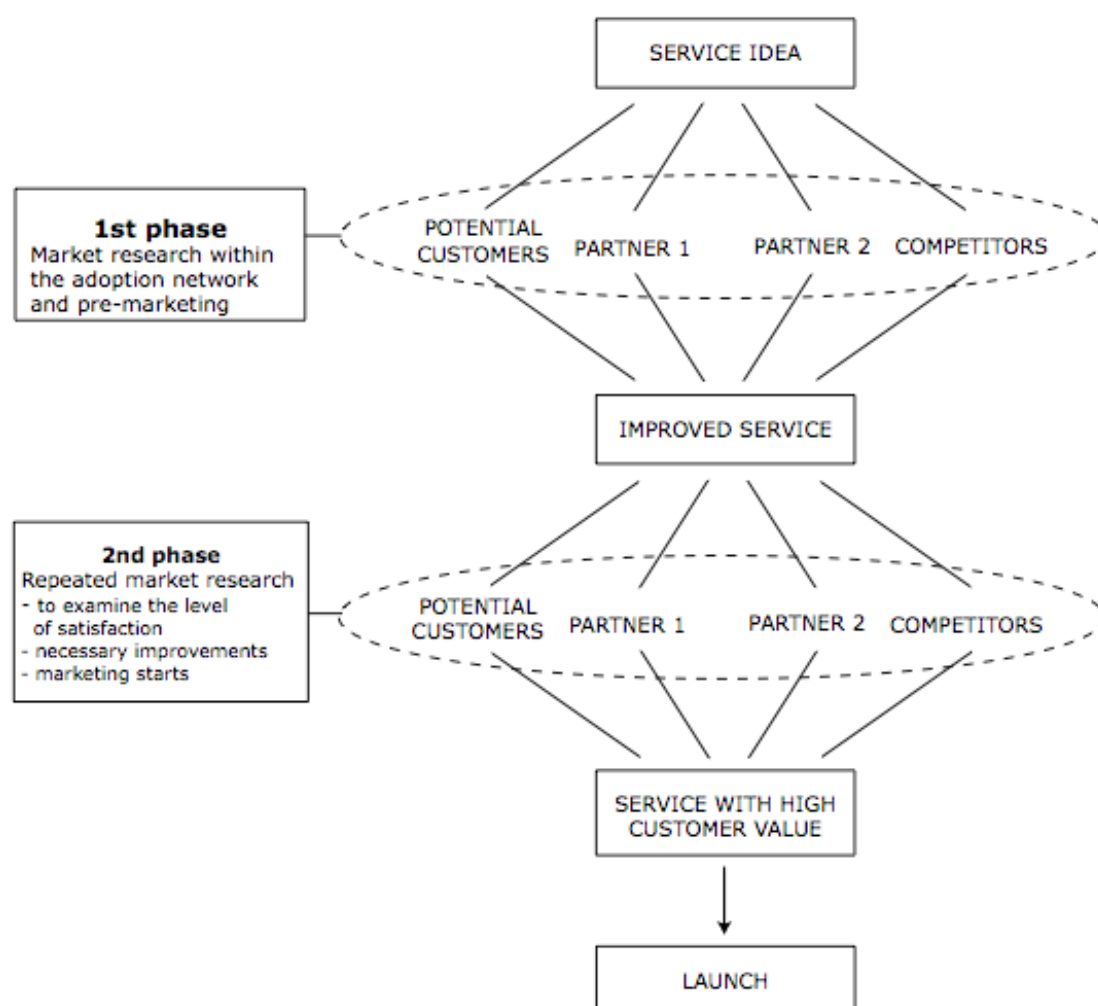 SERVICE IDEA
1st phase
Market research within
the adoption network
and pre-marketing
POTENTIAL
CUSTOMERS
PARTNER 1
PARTNER 2
COMPETITORS
IMPROVED SERVICE
2nd phase
Repeated market research
- to examine the level
of satisfaction
- necessary improvements
- marketing starts
POTENTIAL
CUSTOMERS
PARTNER 1
PARTNER 2
COMPETITORS
SERVICE WITH HIGH
CUSTOMER VALUE
LAUNCH